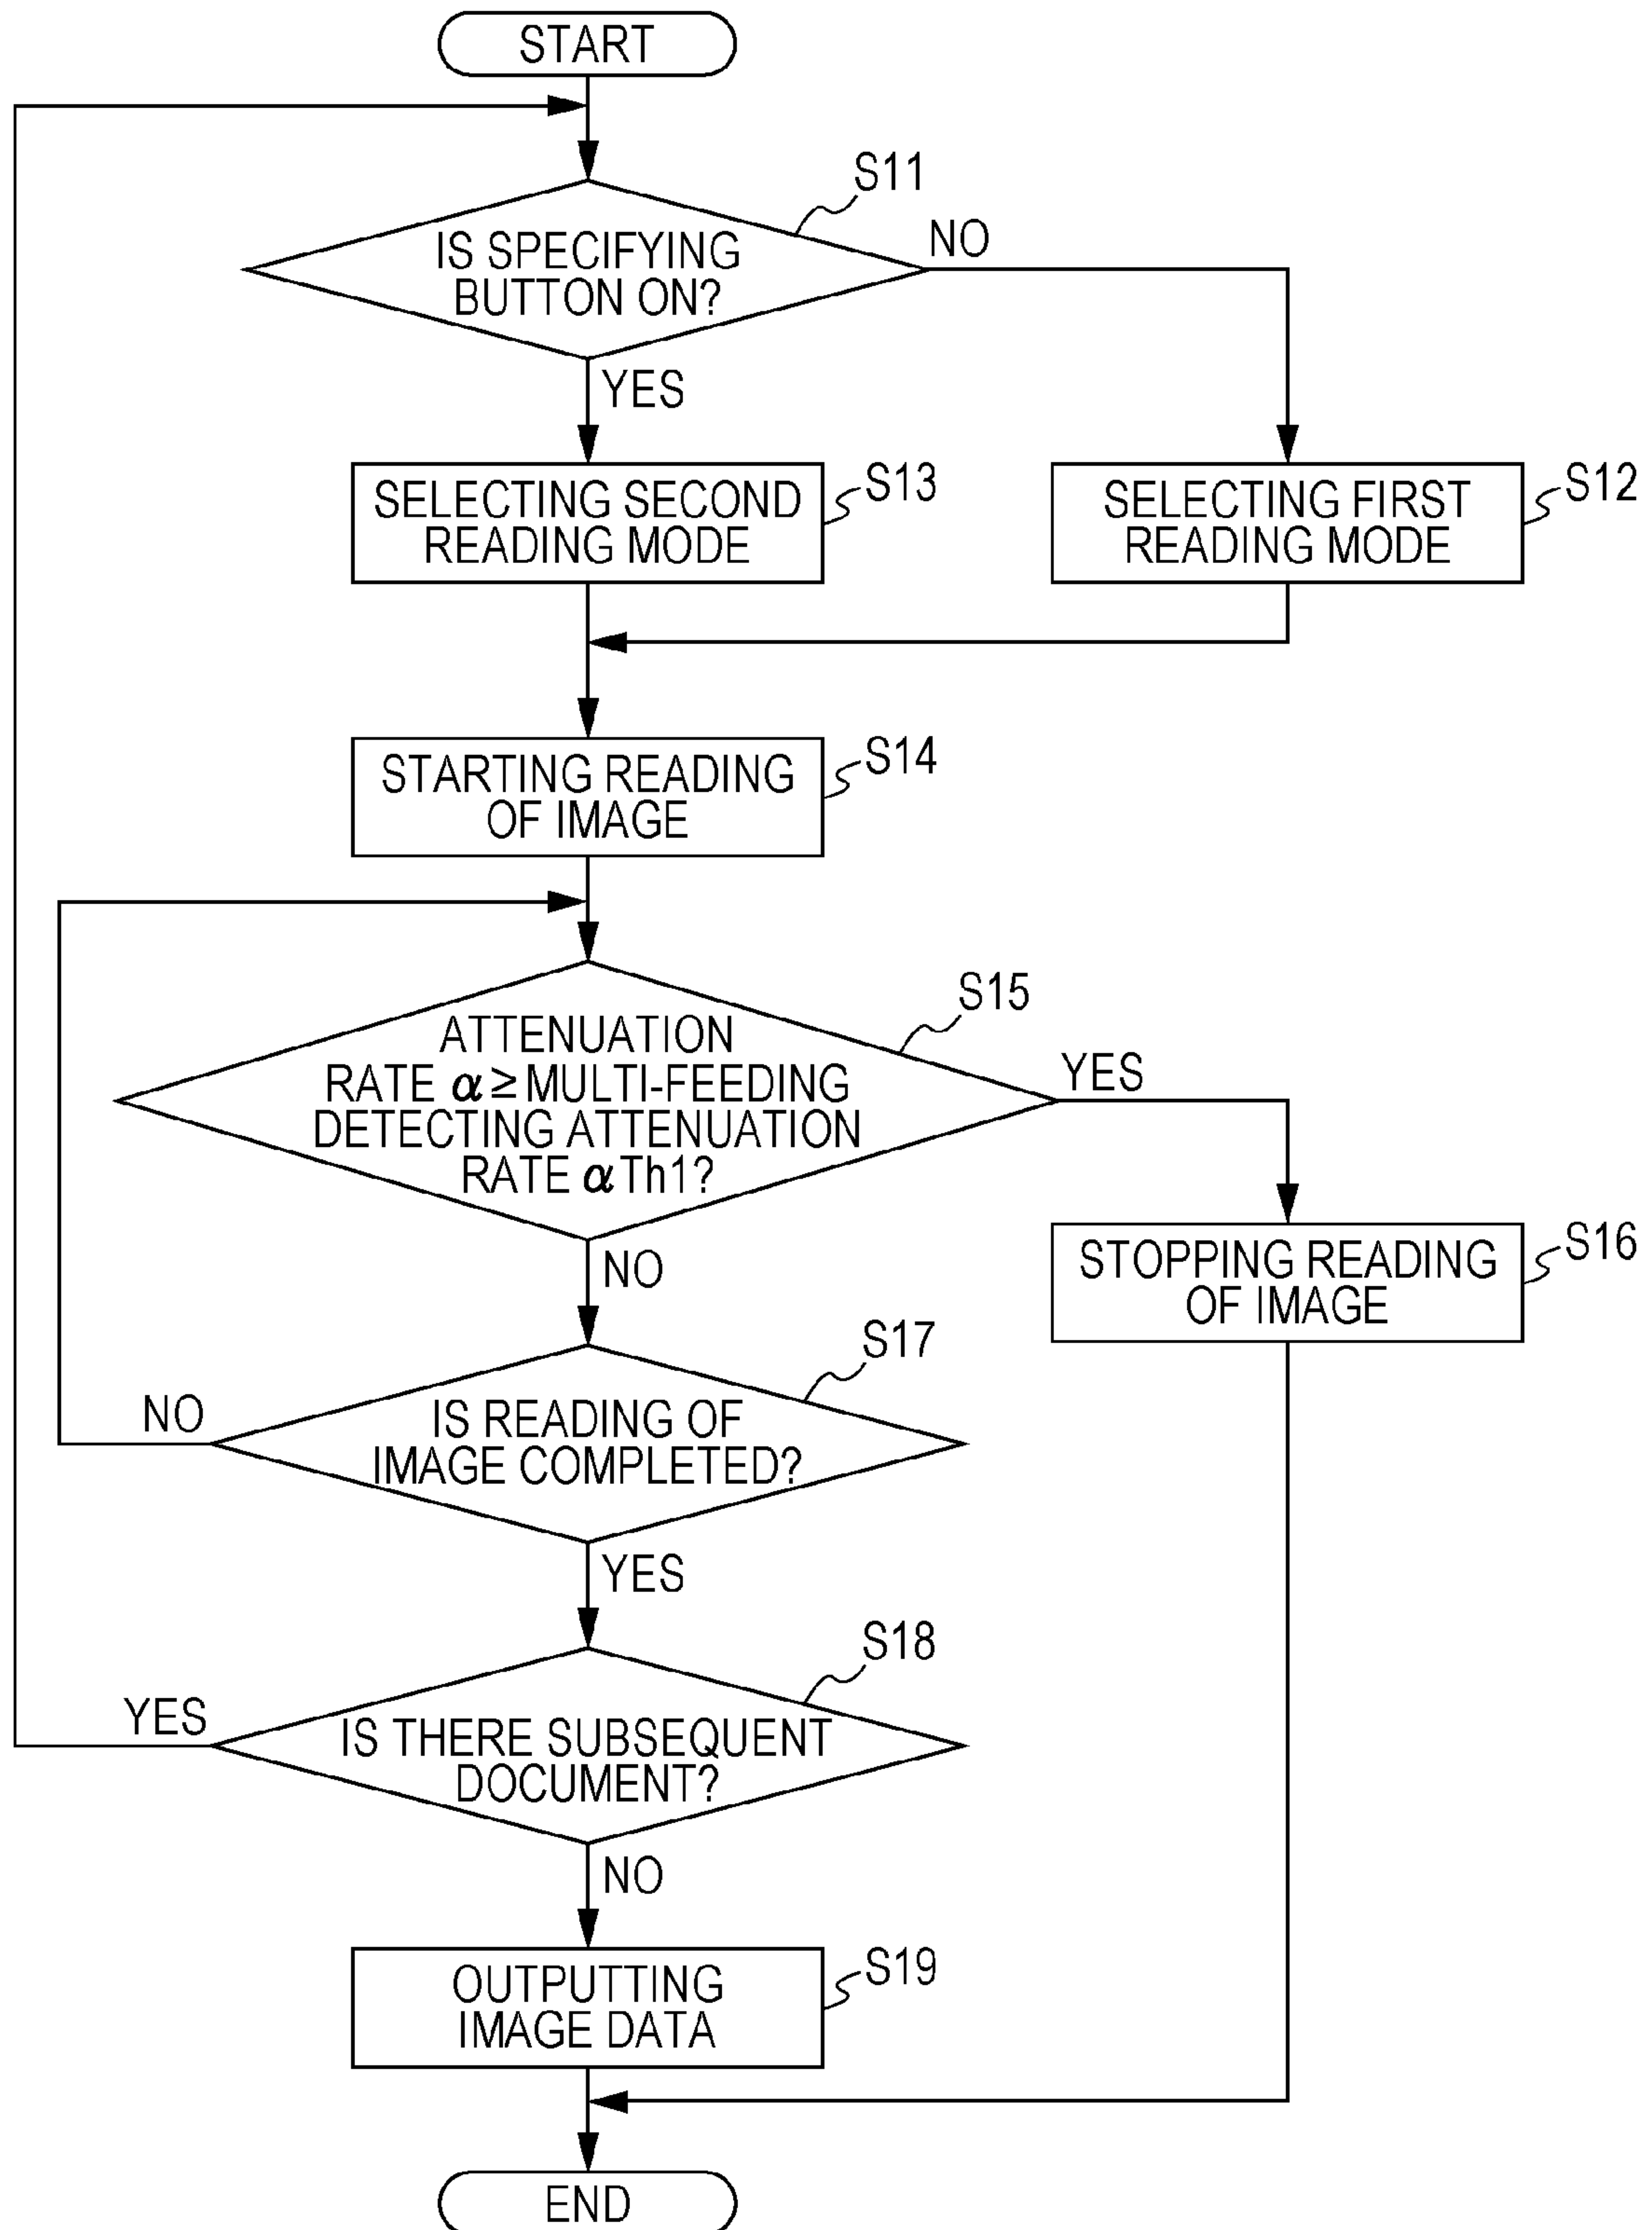 START
S11
IS SPECIFYING
BUTTON ON?
NO
YES
SELECTING SECOND
READING MODE
S13
SELECTING FIRST
READING MODE
S12
STARTING READING
OF IMAGE
S14
S15
ATTENUATION
RATE α≥MULTI-FEEDING
DETECTING ATTENUATION
RATE αTh1?
YES
NO
STOPPING READING
OF IMAGE
S16
S17
IS READING OF
IMAGE COMPLETED?
NO
YES
S18
IS THERE SUBSEQUENT
DOCUMENT?
YES
NO
OUTPUTTING
IMAGE DATA
S19
END